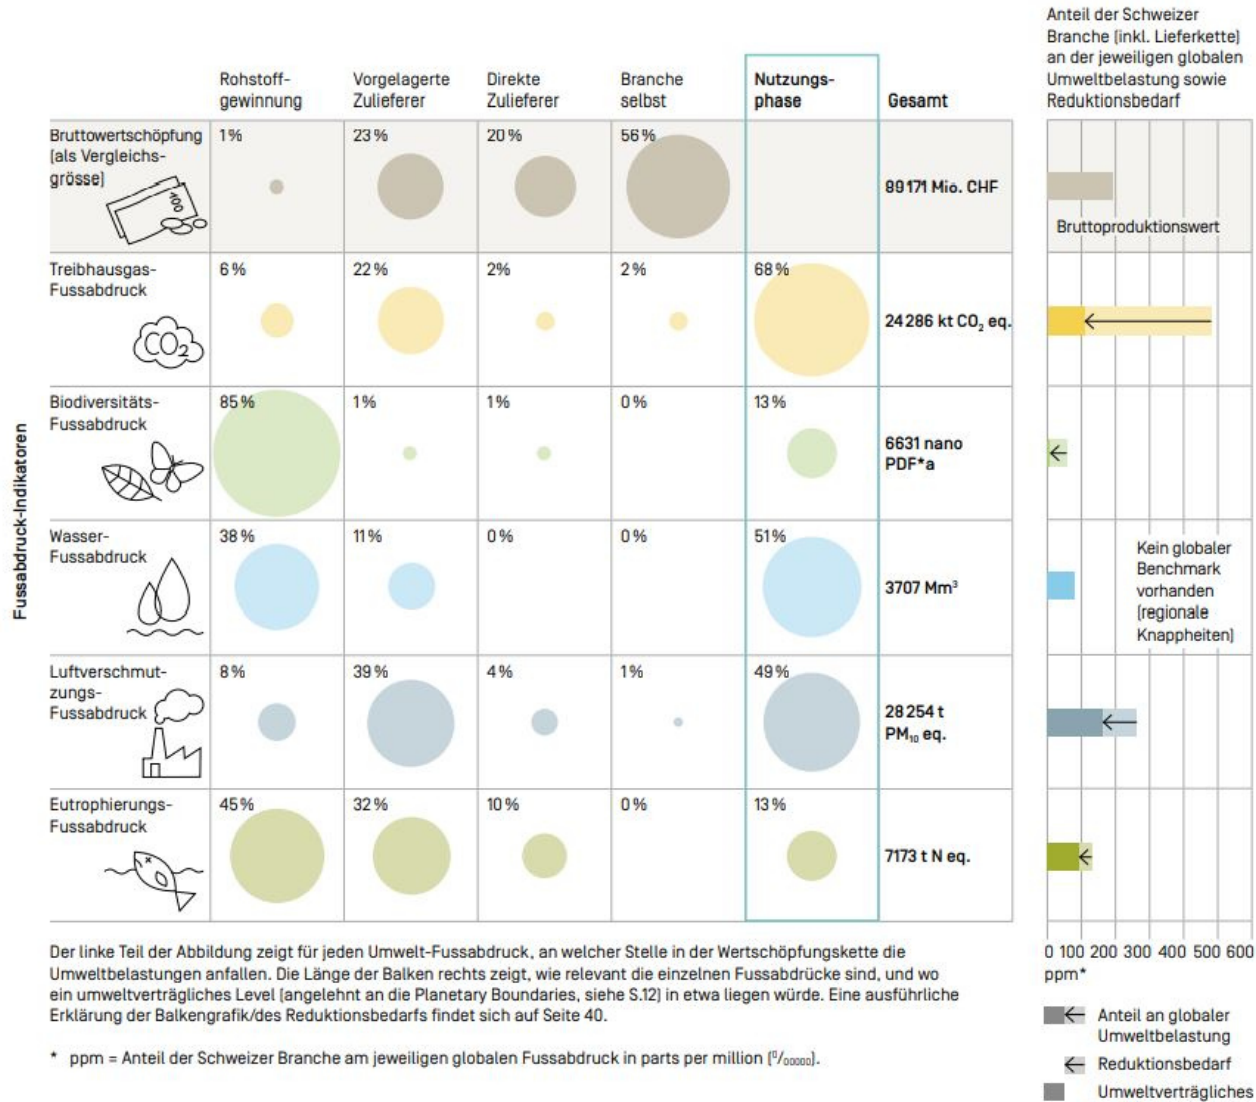 Anteil der Schweizer
Branche (inkl. Lieferkette)
an der jeweiligen globalen
Umweltbelastung sowie
Reduktionsbedarf
Rohstoff-
gewinnung
Vorgelagerte
Zulieferer
Direkte
Zulieferer
Branche
selbst
Nutzungs-
phase
Gesamt
Fussabdruck-Indikatoren
Bruttowertschöpfung
(als Vergleichs-
grösse)
100
1 %
23 %
20 %
56 %
89 171 Mio. CHF
Bruttoproduktionswert
Treibhausgas-
Fussabdruck
CO2
6 %
22 %
2 %
2 %
68 %
24 286 kt CO₂ eq.
Biodiversitäts-
Fussabdruck
85 %
1 %
1 %
0 %
13 %
6631 nano
PDF*a
Wasser-
Fussabdruck
38 %
11 %
0 %
0 %
51 %
3707 Mm³
Kein globaler
Benchmark
vorhanden
(regionale
Knappheiten)
Luftverschmut-
zungs-
Fussabdruck
8 %
39 %
4 %
1 %
49 %
28 254 t
PM₁₀ eq.
Eutrophierungs-
Fussabdruck
45 %
32 %
10 %
0 %
13 %
7173 t N eq.
0 100 200 300 400 500 600
ppm*
Der linke Teil der Abbildung zeigt für jeden Umwelt-Fussabdruck, an welcher Stelle in der Wertschöpfungskette die
Umweltbelastungen anfallen. Die Länge der Balken rechts zeigt, wie relevant die einzelnen Fussabdrücke sind, und wo
ein umweltverträgliches Level (angelehnt an die Planetary Boundaries, siehe S.12) in etwa liegen würde. Eine ausführliche
Erklärung der Balkengrafik/des Reduktionsbedarfs findet sich auf Seite 40.
* ppm = Anteil der Schweizer Branche am jeweiligen globalen Fussabdruck in parts per million (⁰/₀₀₀₀₀).
Anteil an globaler
Umweltbelastung
Reduktionsbedarf
Umweltverträgliches